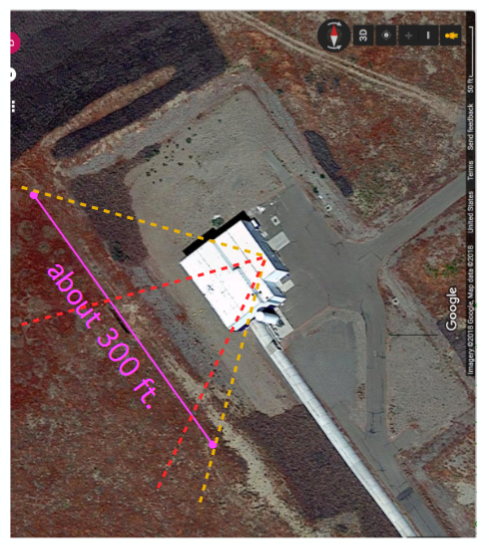 3D
about 300 ft.
Google
Imagery ©2018 Google, Map data ©2018 United States Terms Send feedback 50 ft